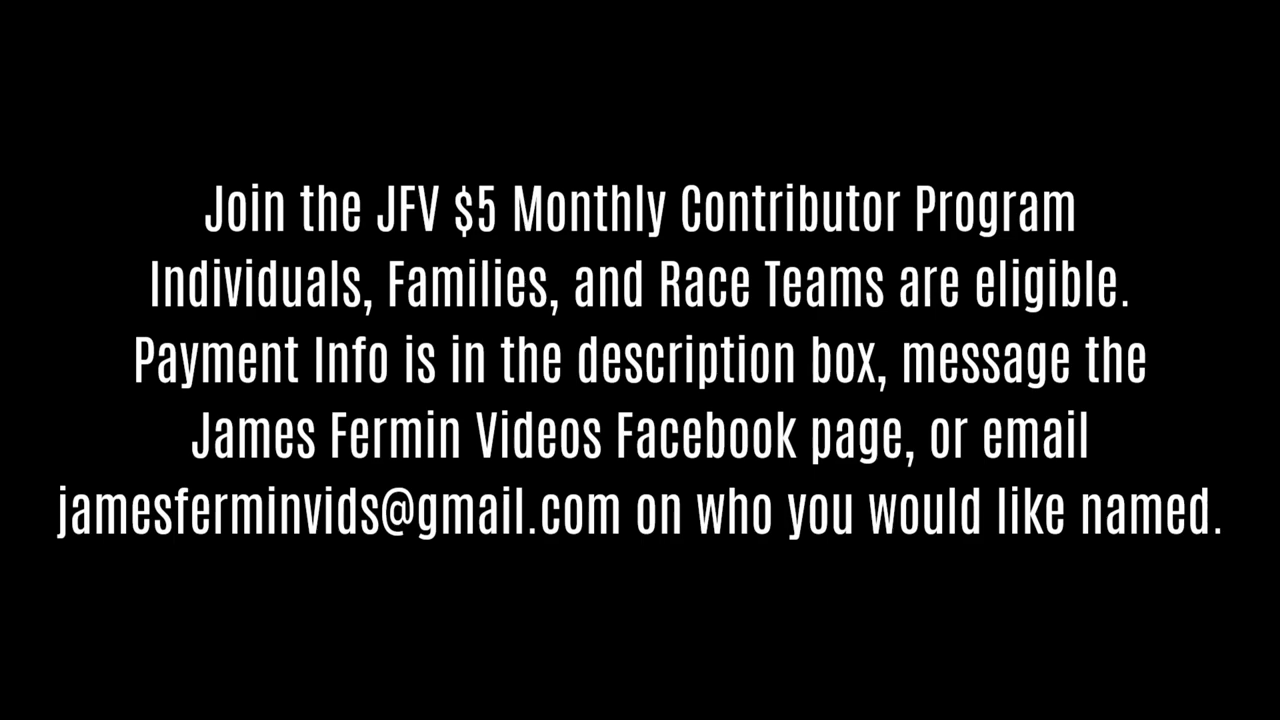 Join the JFV $5 Monthly Contributor Program
Individuals, Families, and Race Teams are eligible.
Payment Info is in the description box, message the
James Fermin Videos Facebook page, or email
jamesferminvids@gmail.com on who you would like named.